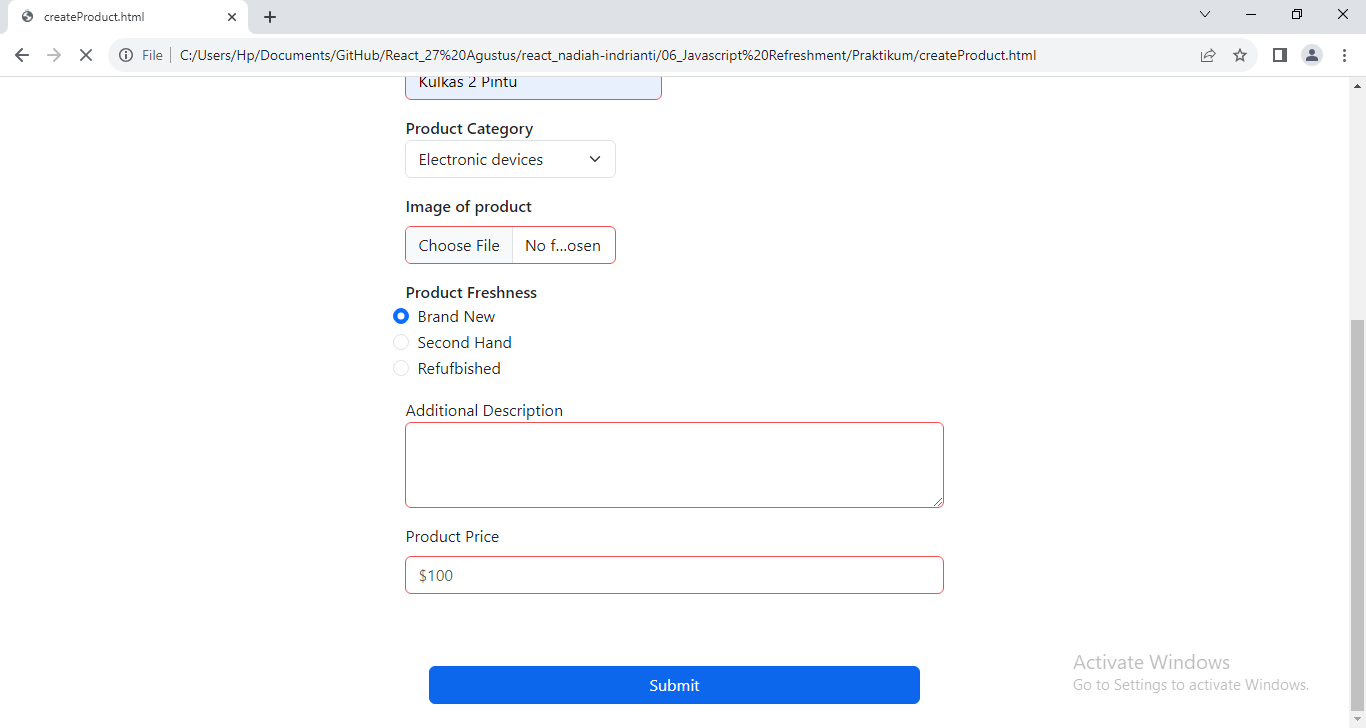 createProduct.html
File
C:/Users/Hp/Documents/GitHub/React_27%20Agustus/react_nadiah-indrianti/06_Javascript%20Refreshment/Praktikum/createProduct.html
Kulkas 2 Pintu
Product Category
Electronic devices
Image of product
Choose File No f...osen
Product Freshness
Brand New
Second Hand
Refufbished
Additional Description
Product Price
$100
Submit
Activate Windows
Go to Settings to activate Windows.